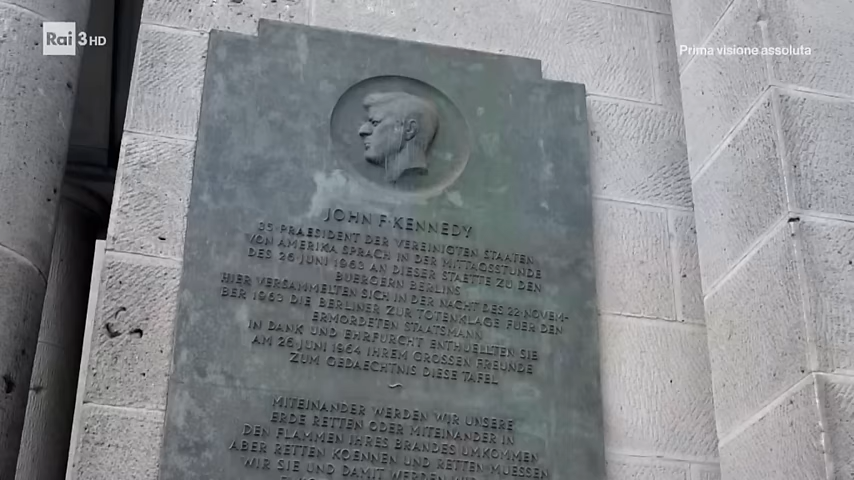 Rai 3 HD
Prima visione assoluta
JOHN F. KENNEDY
35. PRAESIDENT DER VEREINIGTEN STAATEN
VON AMERIKA SPRACH IN DER MITTAGSSTUNDE
DES 26. JUNI 1963 AN DIESER STAETTE ZU DEN
BUERGERN BERLINS
HIER VERSAMMELTEN SICH IN DER NACHT DES 22. NOVEM-
BER 1963 DIE BERLINER ZUR TOTENKLAGE FUER DEN
ERMORDETEN STAATSMANN
IN DANK UND EHRFURCHT ENTHUELLTEN SIE
AM 26. JUNI 1964 IHREM GROSSEN FREUNDE
ZUM GEDAECHTNIS DIESE TAFEL
~
MITEINANDER WERDEN WIR UNSERE
ERDE RETTEN ODER MITEINANDER IN
DEN FLAMMEN IHRES BRANDES UMKOMMEN
ABER RETTEN KOENNEN UND RETTEN MUESSEN
WIR SIE UND DAMIT WERDEN